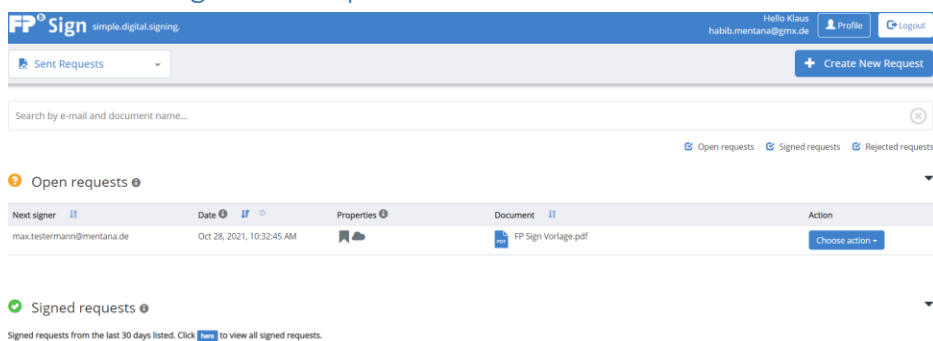 FP Sign simple.digital.signing.
Hello Klaus
habib.mentana@gmx.de
Profile
Logout
Sent Requests
Create New Request
Search by e-mail and document name...
Open requests Signed requests Rejected requests
Open requests
Next signer Date Properties Document Action
max.testermann@mentana.de Oct 28, 2021, 10:32:45 AM PDF FP Sign Vorlage.pdf Choose action
Signed requests
Signed requests from the last 30 days listed. Click here to view all signed requests.